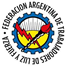 FEDERACION ARGENTINA DE TRABAJADORES DE LUZ Y FUERZA